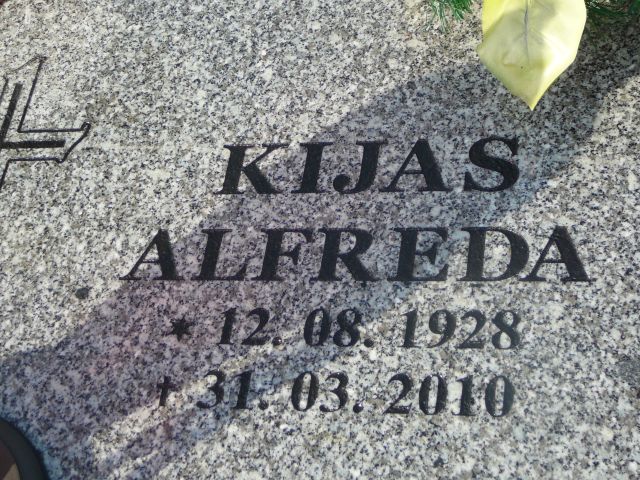 KIJAS
ALFREDA
* 12. 08. 1928
† 31. 03. 2010